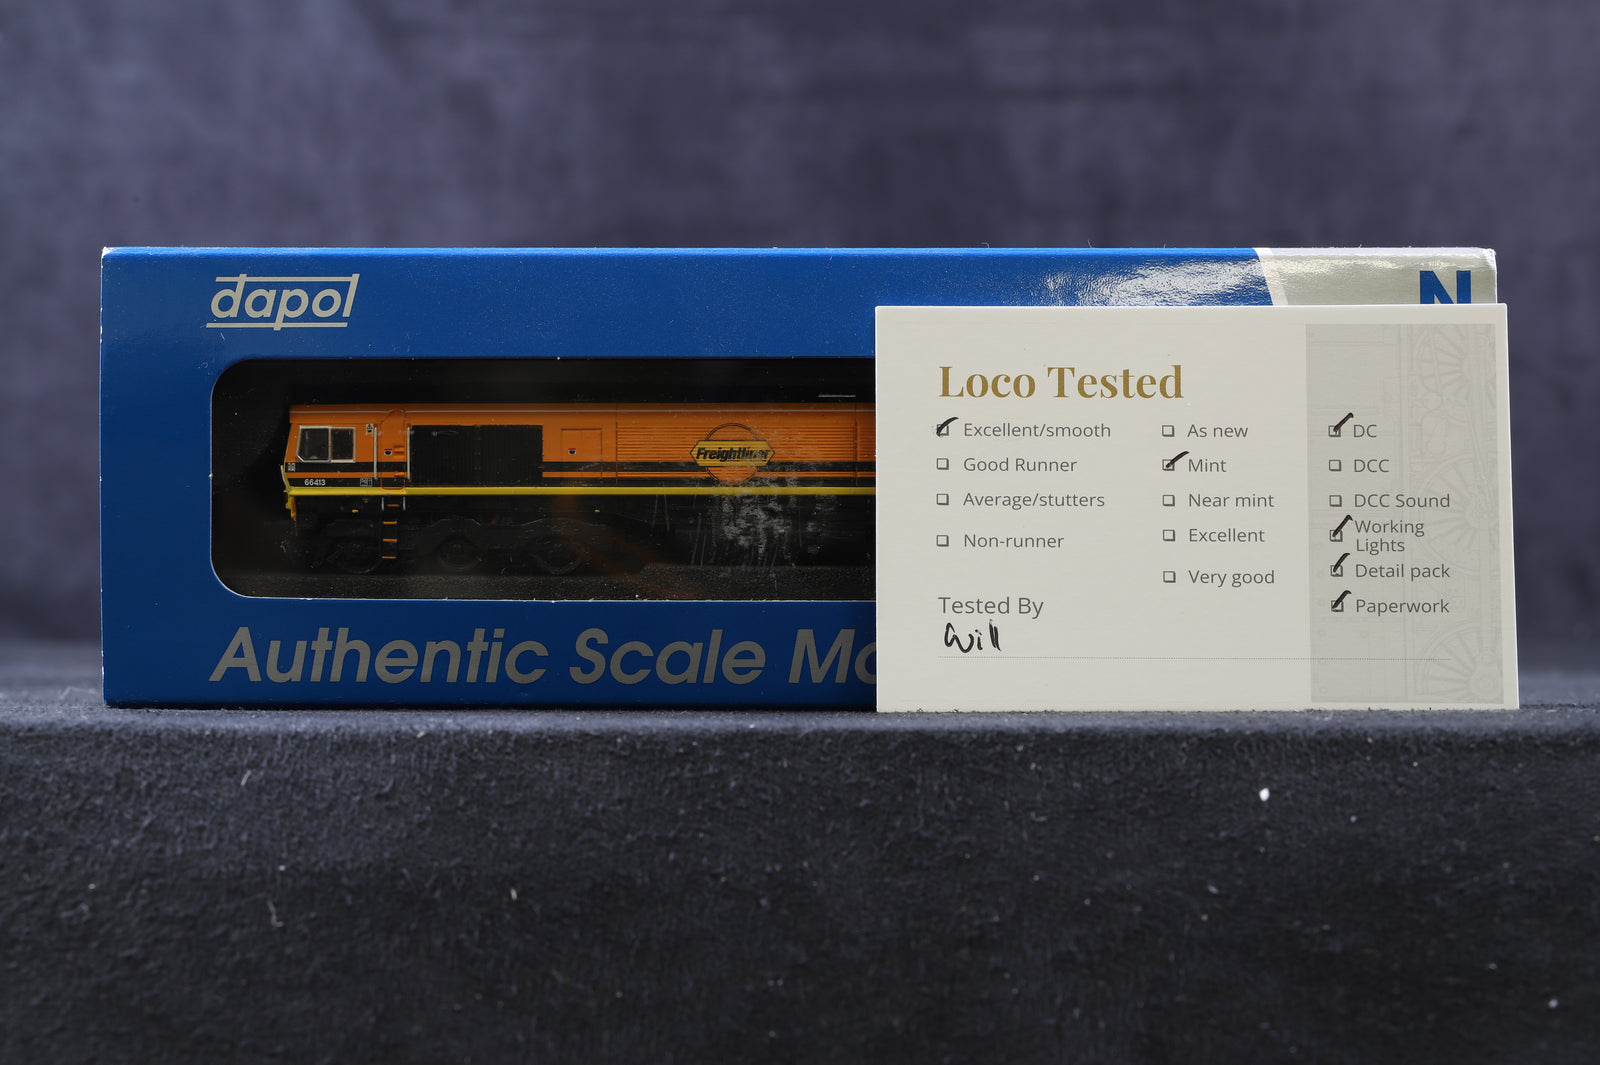 dapol
N
Freightliner
66413
Authentic Scale Mo
Loco Tested
Excellent/smooth
Good Runner
Average/stutters
Non-runner
As new
Mint
Near mint
Excellent
Very good
DC
DCC
DCC Sound
Working
Lights
Detail pack
Paperwork
Tested By
Will